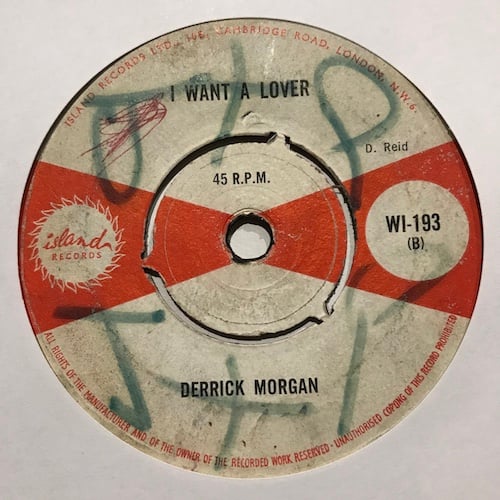 ISLAND RECORDS LTD., 108, CAMBRIDGE ROAD, LONDON, N.W.6.
I WANT A LOVER
D. Reid
45 R.P.M.
WI-193
(B)
island
RECORDS
DERRICK MORGAN
ALL RIGHTS OF THE MANUFACTURER AND OF THE OWNER OF THE RECORDED WORK RESERVED - UNAUTHORISED COPYING OF THIS RECORD PROHIBITED